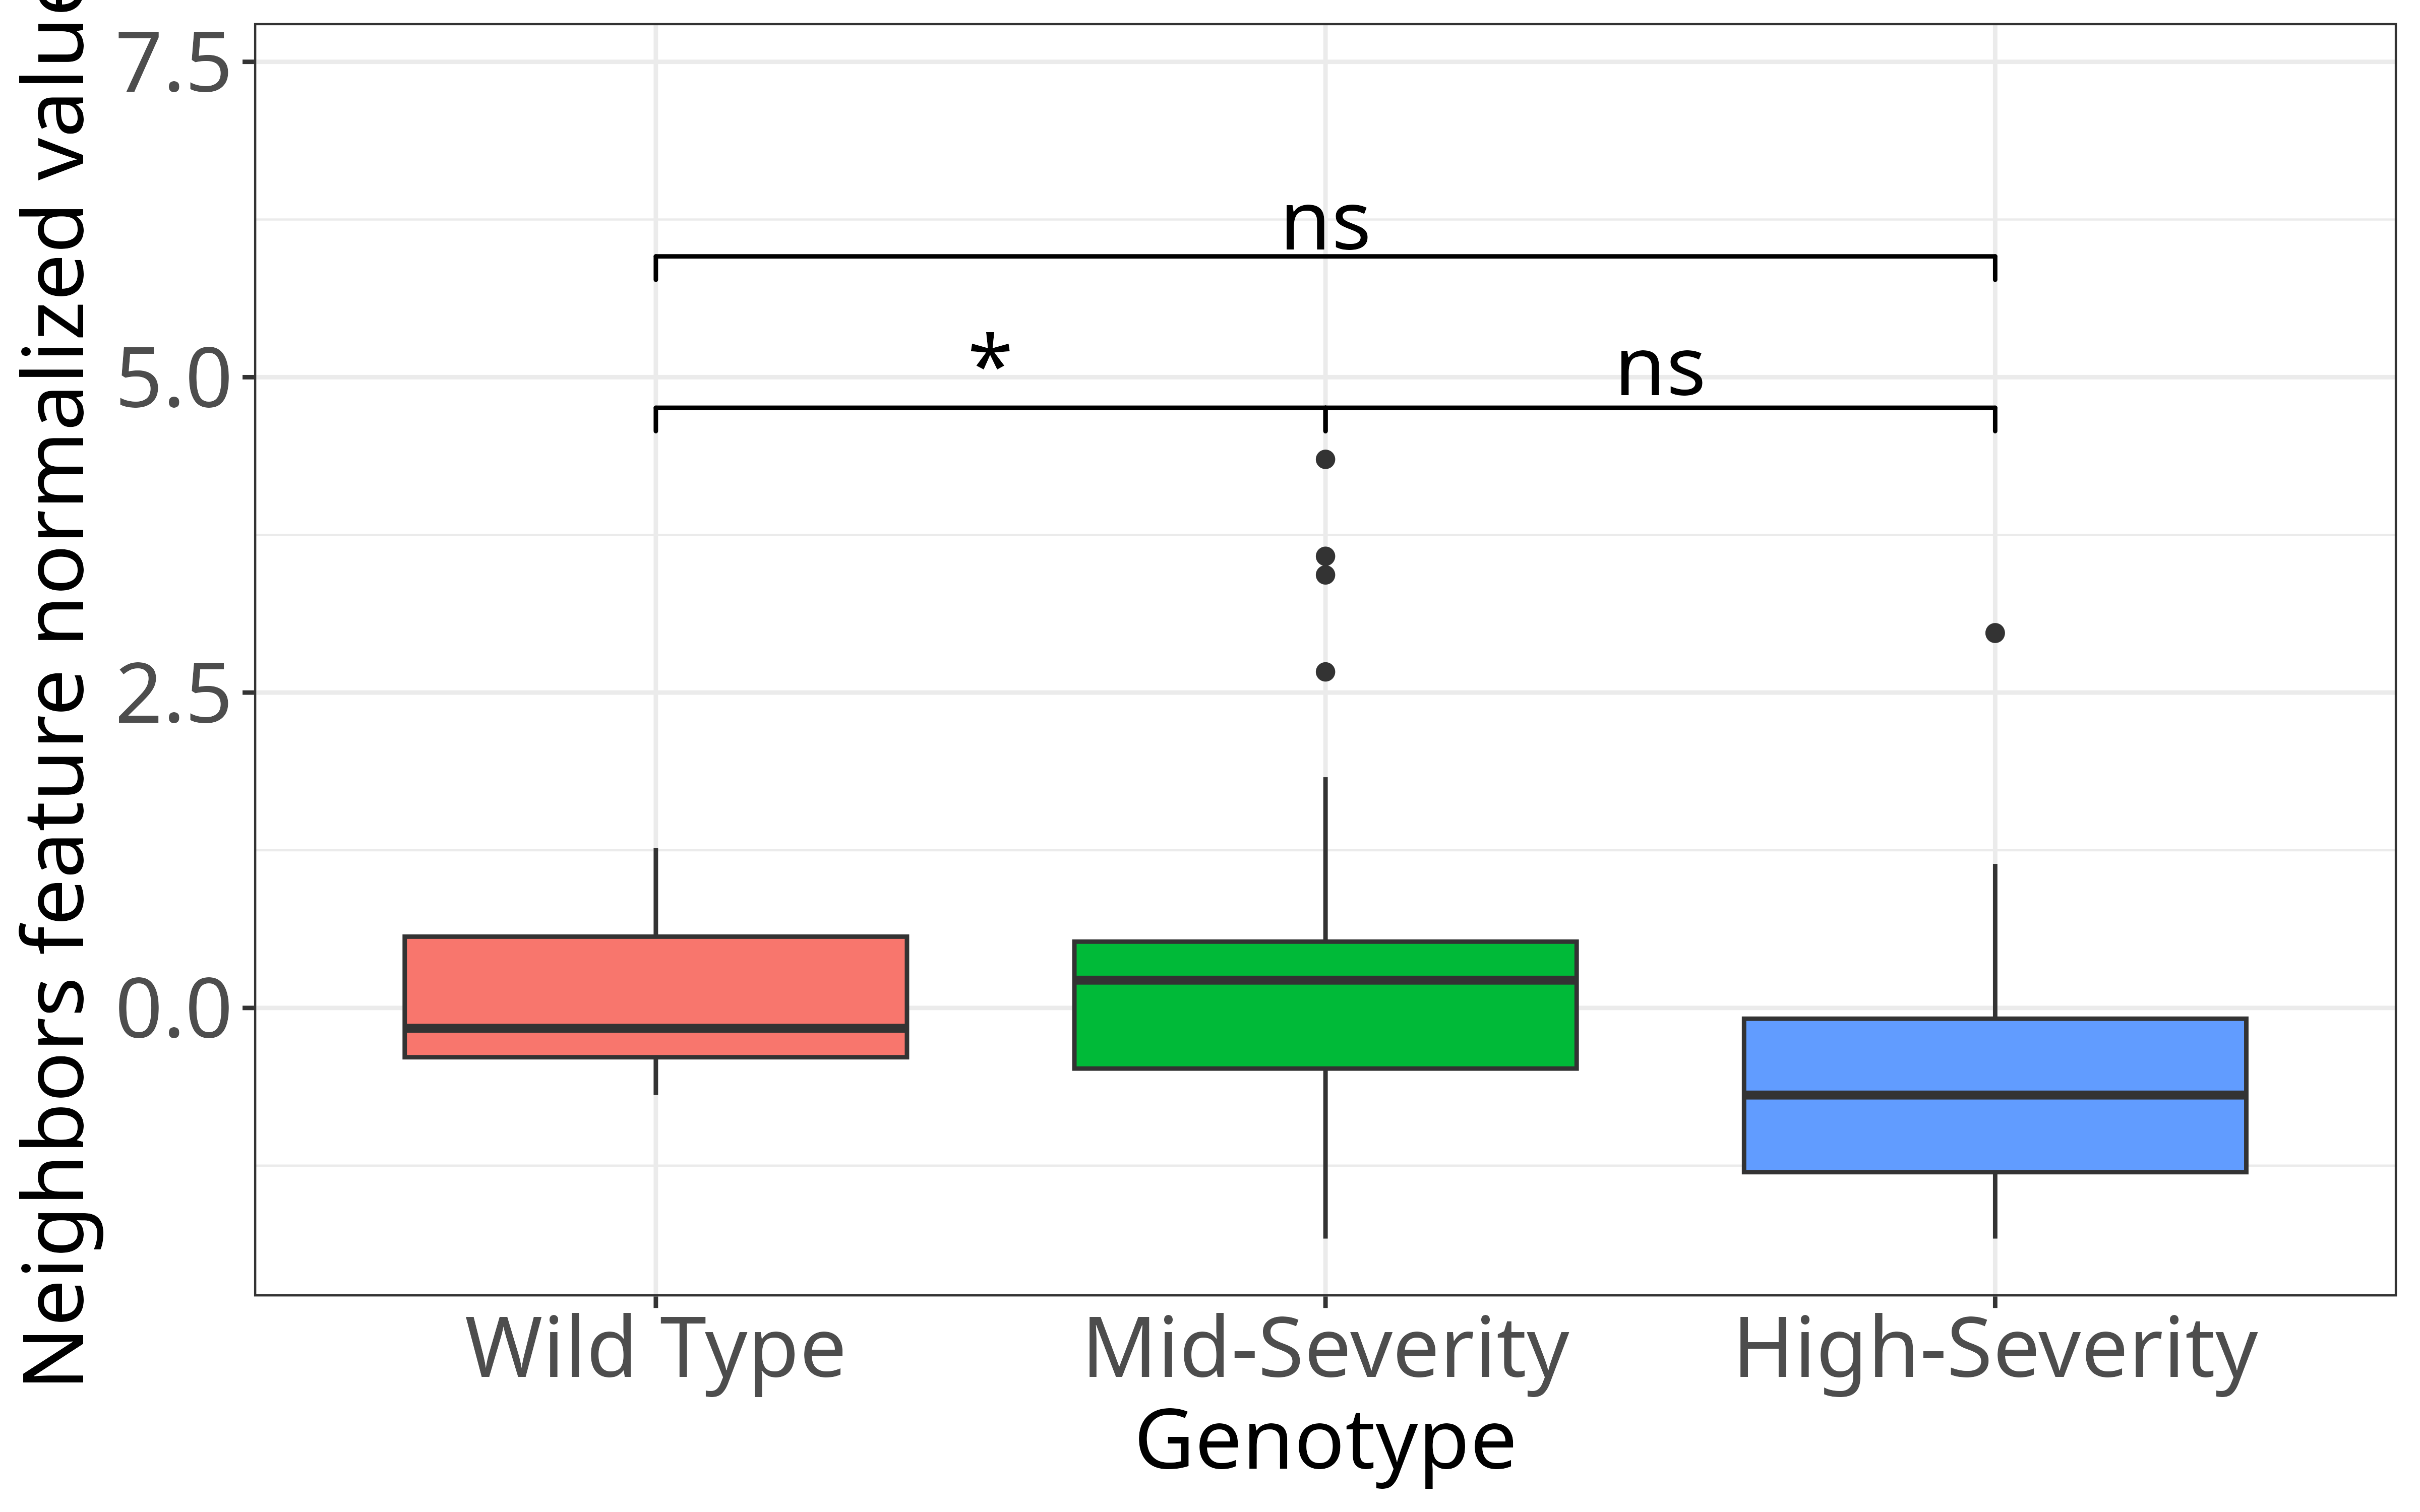 Neighbors feature normalized
7.5
5.0
2.5
0.0
ns
*
ns
Wild Type
Mid-Severity
High-Severity
Genotype